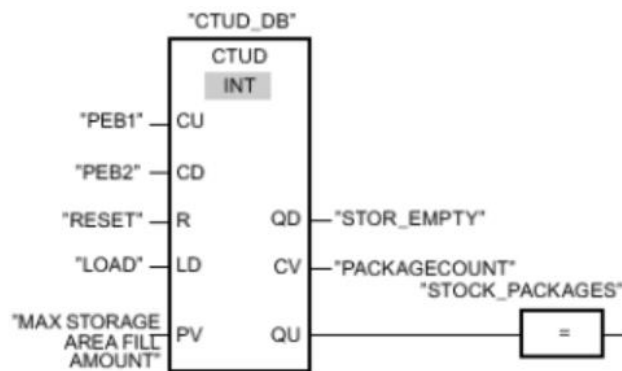 "CTUD_DB"
CTUD
INT
"PEB1"
CU
"PEB2"
CD
"RESET"
R
QD
"STOR_EMPTY"
"LOAD"
LD
CV
"PACKAGECOUNT"
"STOCK_PACKAGES"
"MAX STORAGE
AREA FILL
AMOUNT"
PV
QU
=